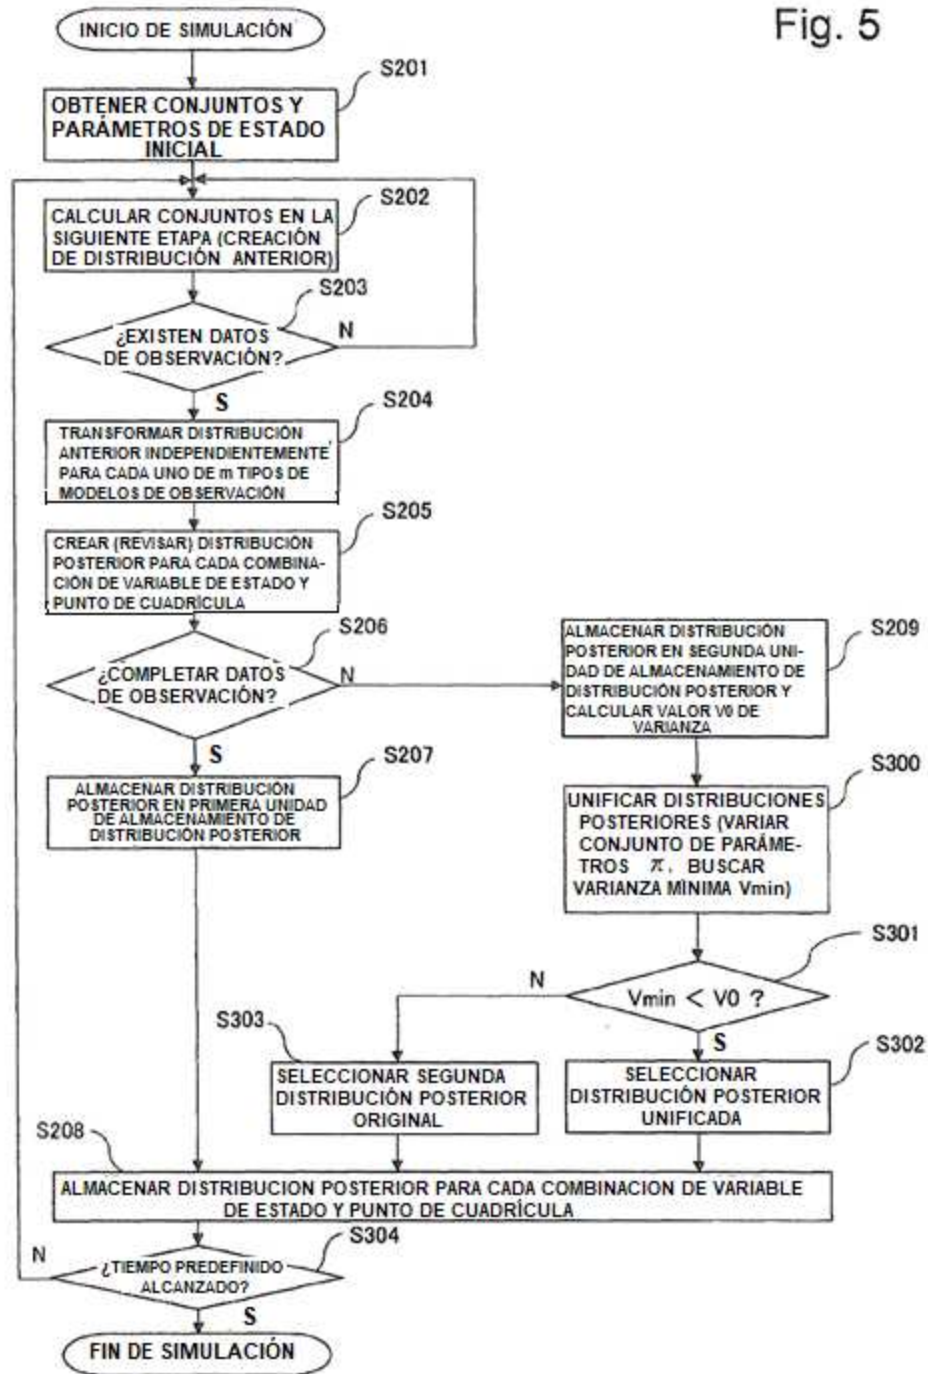 Fig. 5
INICIO DE SIMULACIÓN
S201
OBTENER CONJUNTOS Y
PARÁMETROS DE ESTADO
INICIAL
S202
CALCULAR CONJUNTOS EN LA
SIGUIENTE ETAPA (CREACIÓN
DE DISTRIBUCIÓN ANTERIOR)
S203
¿EXISTEN DATOS
DE OBSERVACIÓN?
N
S
S204
TRANSFORMAR DISTRIBUCIÓN
ANTERIOR INDEPENDIENTEMENTE
PARA CADA UNO DE m TIPOS DE
MODELOS DE OBSERVACIÓN
S205
CREAR (REVISAR) DISTRIBUCIÓN
POSTERIOR PARA CADA COMBINA-
CIÓN DE VARIABLE DE ESTADO Y
PUNTO DE CUADRÍCULA
S206
¿COMPLETAR DATOS
DE OBSERVACIÓN?
N
S
S209
ALMACENAR DISTRIBUCIÓN
POSTERIOR EN SEGUNDA UNI-
DAD DE ALMACENAMIENTO DE
DISTRIBUCIÓN POSTERIOR Y
CALCULAR VALOR V0 DE
VARIANZA
S207
ALMACENAR DISTRIBUCIÓN
POSTERIOR EN PRIMERA UNIDAD
DE ALMACENAMIENTO DE
DISTRIBUCIÓN POSTERIOR
S300
UNIFICAR DISTRIBUCIONES
POSTERIORES (VARIAR
CONJUNTO DE PARÁME-
TROS π, BUSCAR
VARIANZA MÍNIMA Vmin)
S301
Vmin < V0 ?
N
S
S303
SELECCIONAR SEGUNDA
DISTRIBUCIÓN POSTERIOR
ORIGINAL
S302
SELECCIONAR
DISTRIBUCIÓN POSTERIOR
UNIFICADA
S208
ALMACENAR DISTRIBUCION POSTERIOR PARA CADA COMBINACION DE VARIABLE
DE ESTADO Y PUNTO DE CUADRÍCULA
S304
¿TIEMPO PREDEFINIDO
ALCANZADO?
N
S
FIN DE SIMULACIÓN